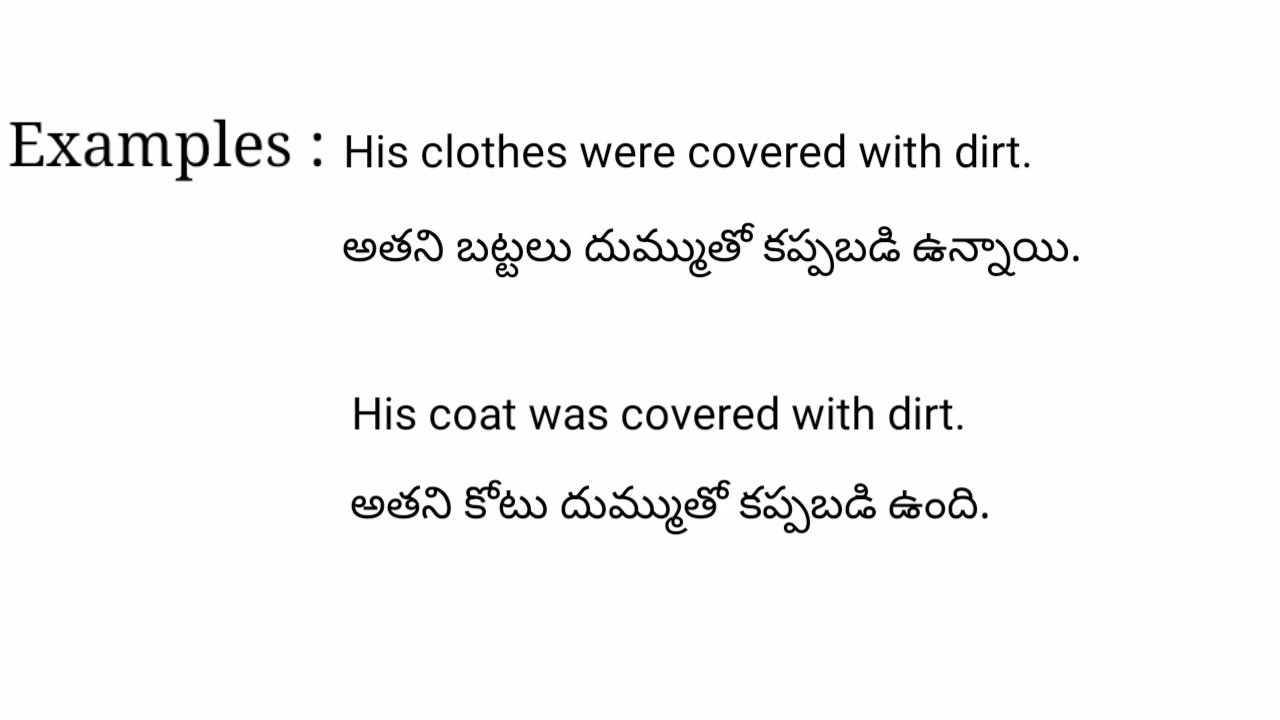 Examples : His clothes were covered with dirt.
అతని బట్టలు దుమ్ముతో కప్పబడి ఉన్నాయి.
His coat was covered with dirt.
అతని కోటు దుమ్ముతో కప్పబడి ఉంది.